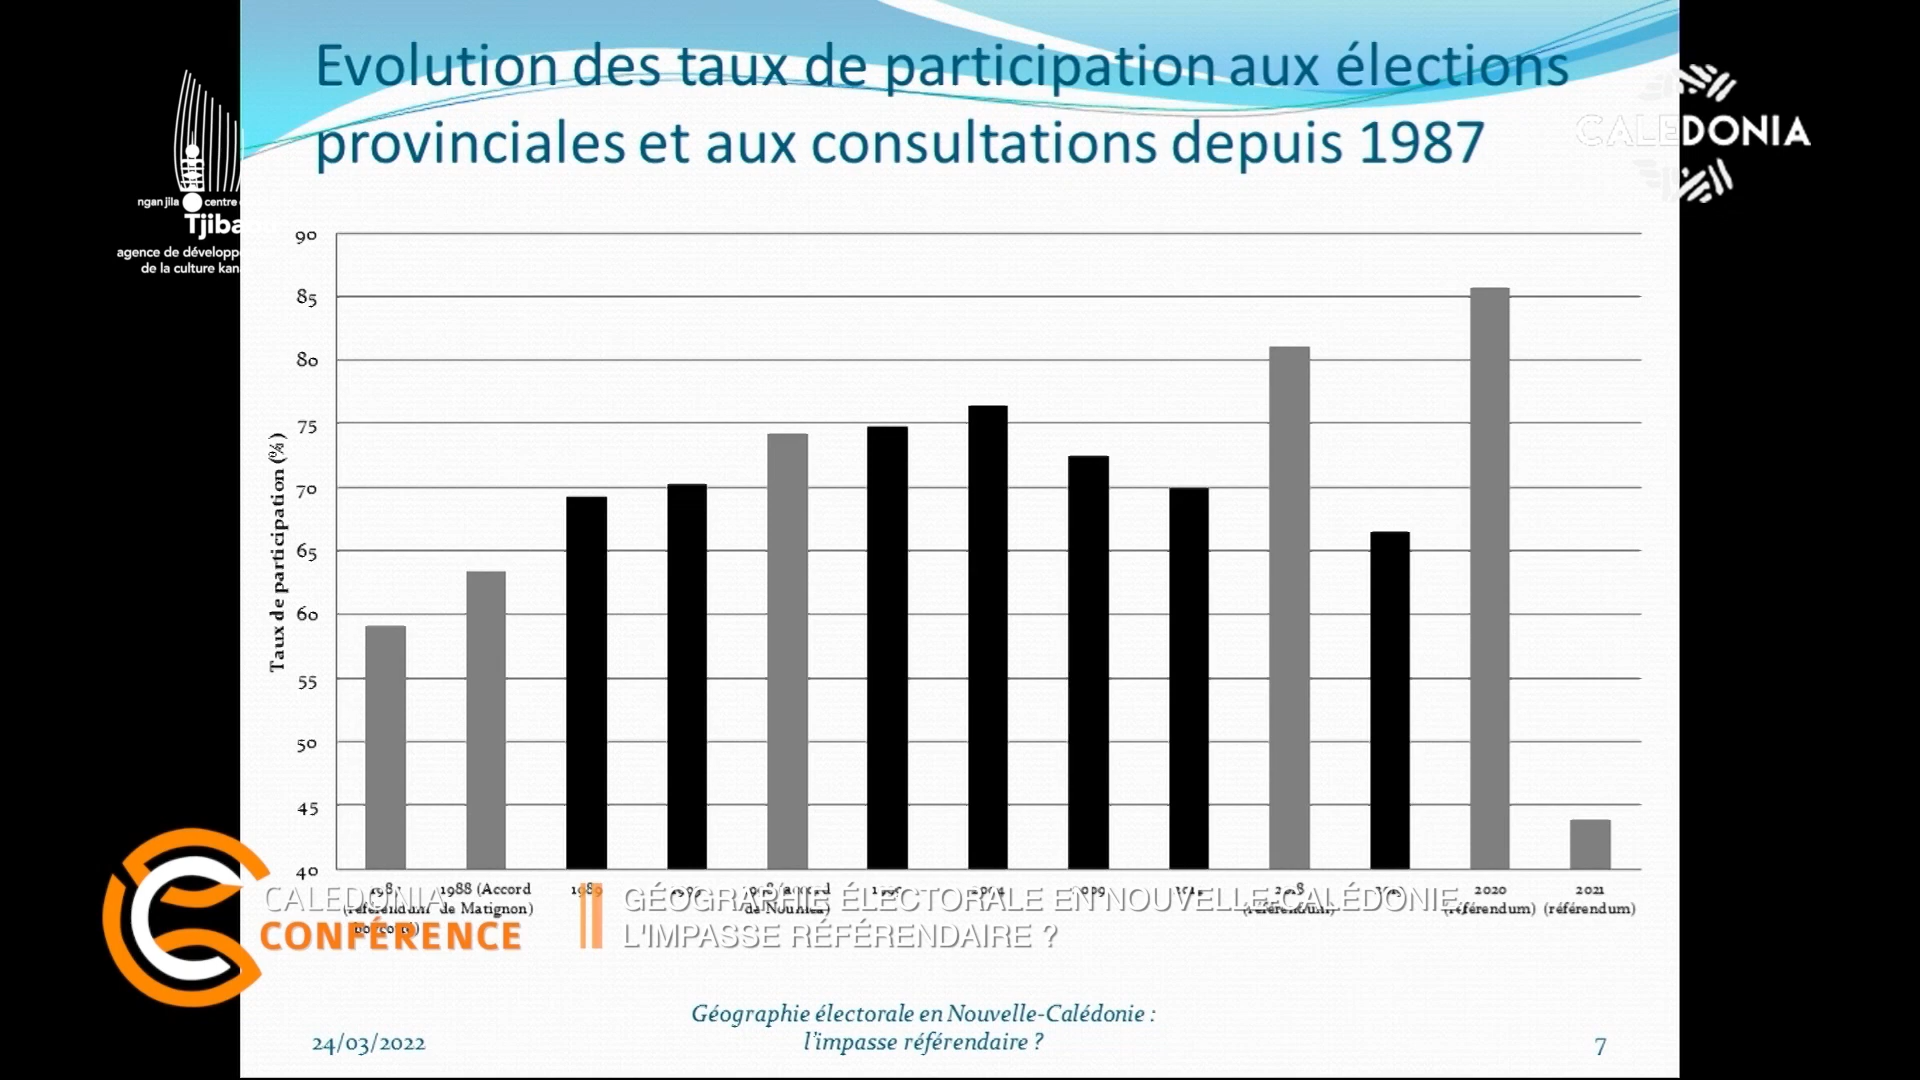 Evolution des taux de participation aux élections
provinciales et aux consultations depuis 1987
CALEDONIA
ngan jila centre
Tjiba
agence de développ
de la culture kan
90
85
80
75
70
65
60
55
50
45
40
Taux de participation (%)
1988 (Accord
de Matignon)
1989
2018
(référendum)
2020
(référendum)
2021
(référendum)
CALEDONIA
CONFÉRENCE
GÉOGRAPHIE ÉLECTORALE EN NOUVELLE-CALÉDONIE
L'IMPASSE RÉFÉRENDAIRE ?
24/03/2022
Géographie électorale en Nouvelle-Calédonie :
l'impasse référendaire ?
7